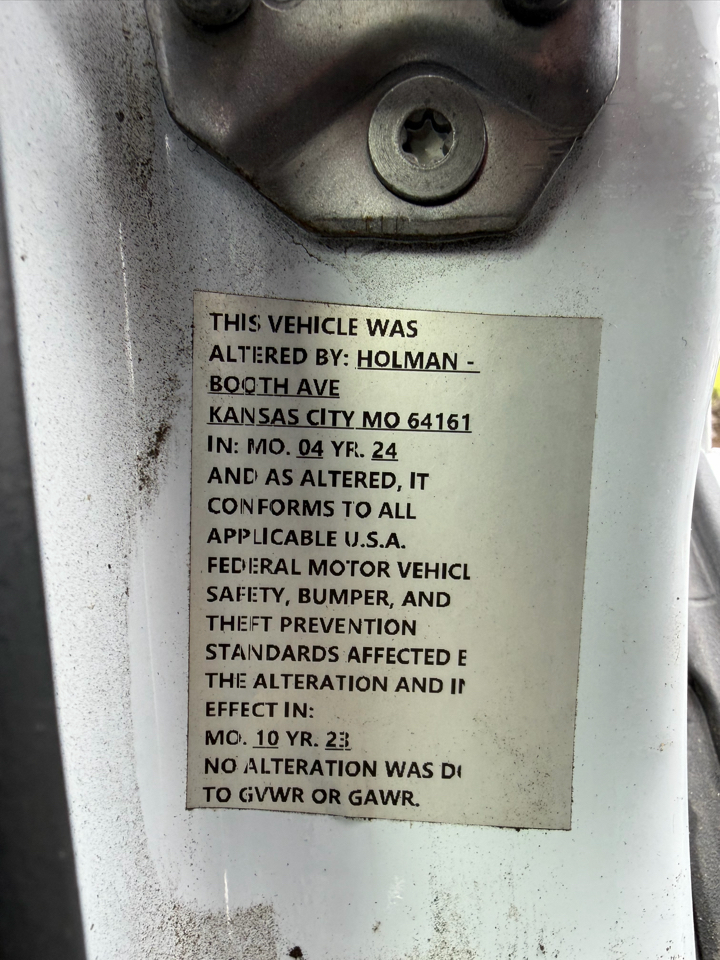 THIS VEHICLE WAS
ALTERED BY: HOLMAN -
BOOTH AVE
KANSAS CITY MO 64161
IN: MO. 04 YR. 24
AND AS ALTERED, IT
CONFORMS TO ALL
APPLICABLE U.S.A.
FEDERAL MOTOR VEHICL
SAFETY, BUMPER, AND
THEFT PREVENTION
STANDARDS AFFECTED
THE ALTERATION AND
EFFECT IN:
MO. 10 YR. 23
NO ALTERATION WAS
TO GVWR OR GAWR.